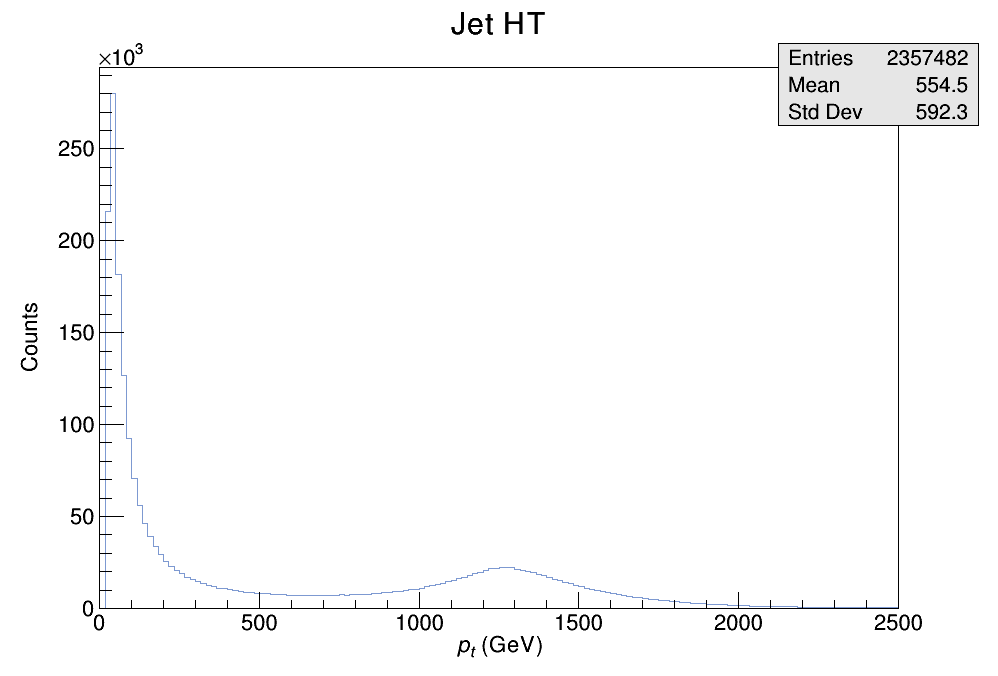 Jet HT
×10³
Entries 2357482
Mean 554.5
Std Dev 592.3
250
200
150
100
50
0
Counts
0 500 1000 1500 2000 2500
pₜ (GeV)